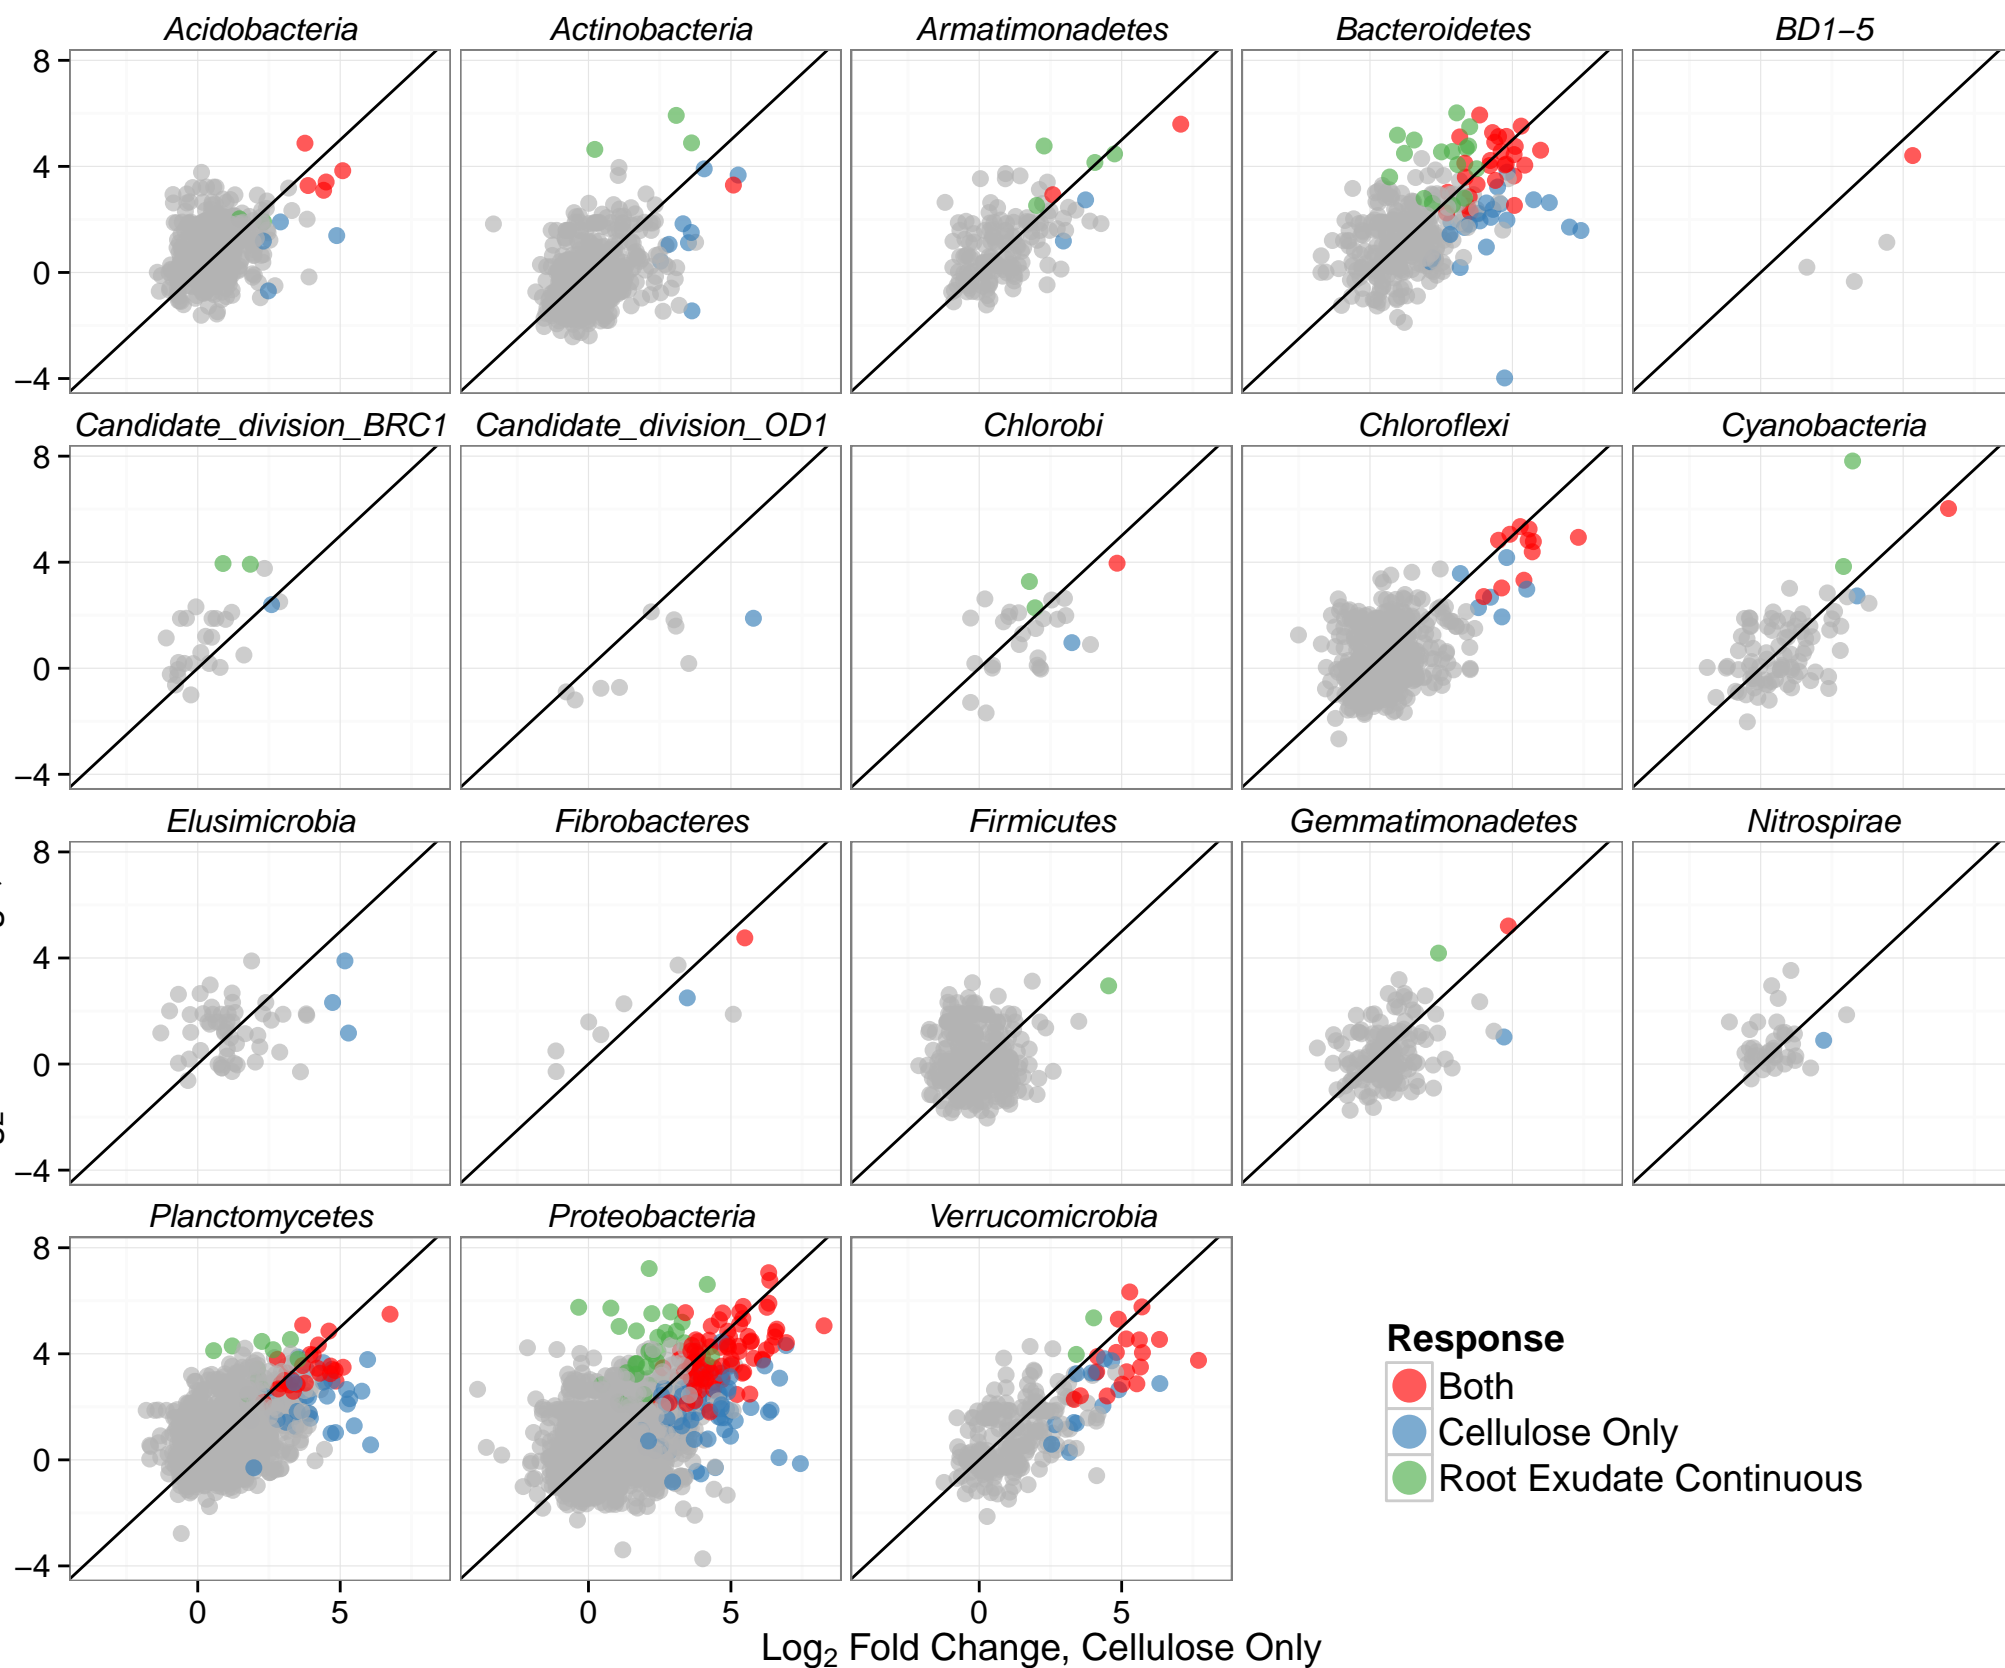 Acidobacteria Actinobacteria Armatimonadetes Bacteroidetes BD1−5
8
4
0
−4
Candidate_division_BRC1 Candidate_division_OD1 Chlorobi Chloroflexi Cyanobacteria
8
4
0
−4
Elusimicrobia Fibrobacteres Firmicutes Gemmatimonadetes Nitrospirae
8
4
0
−4
Planctomycetes Proteobacteria Verrucomicrobia
8
4
0
−4
0 5 0 5 0 5
Log₂ Fold Change, Cellulose Only
Response
Both
Cellulose Only
Root Exudate Continuous